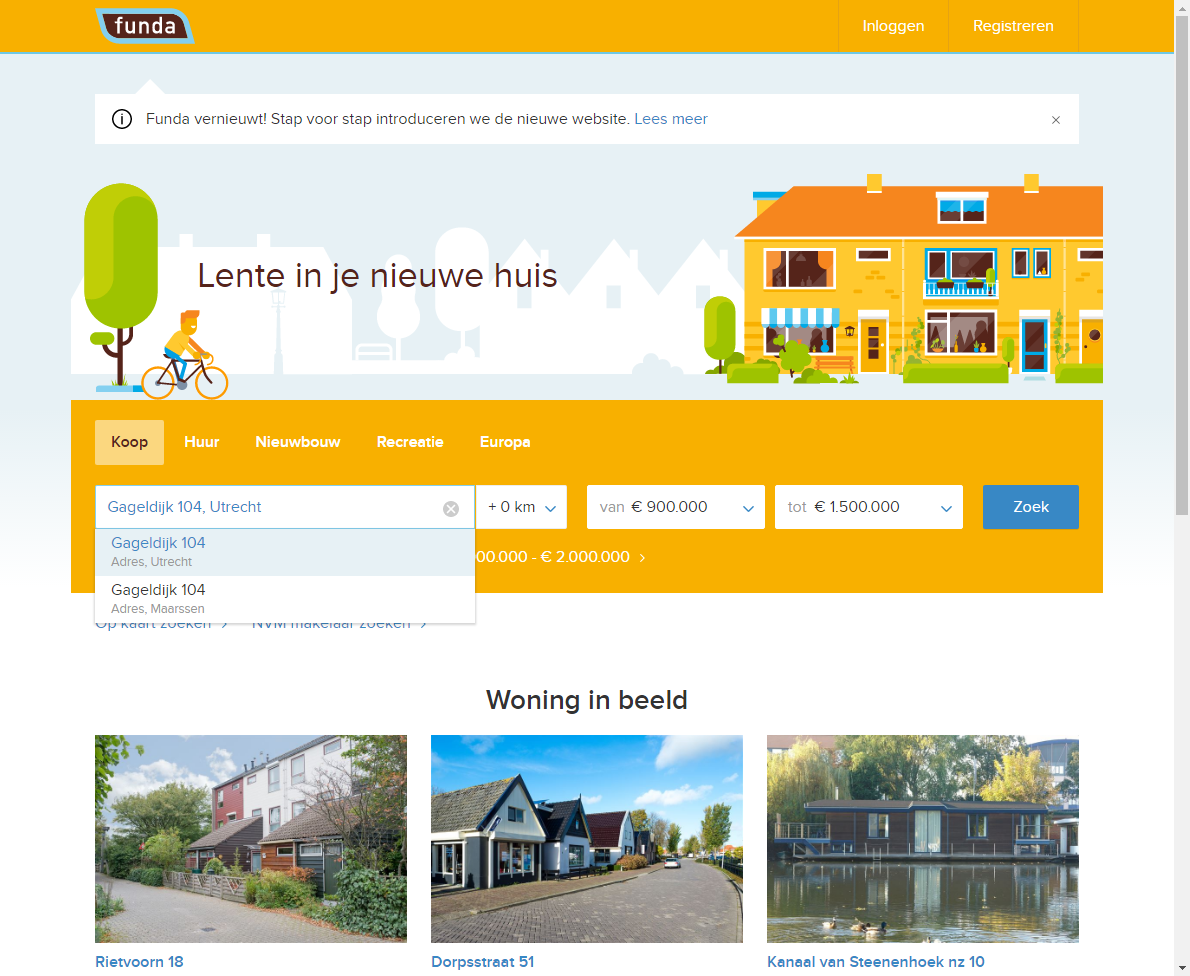 funda
Inloggen
Registreren
Funda vernieuwt! Stap voor stap introduceren we de nieuwe website. Lees meer
Lente in je nieuwe huis
Koop
Huur
Nieuwbouw
Recreatie
Europa
Gageldijk 104, Utrecht
+ 0 km
van € 900.000
tot € 1.500.000
Zoek
Gageldijk 104
Adres, Utrecht
00.000 - € 2.000.000
Gageldijk 104
Adres, Maarssen
Op kaart zoeken
NVM makelaar zoeken
Woning in beeld
Rietvoorn 18
Dorpsstraat 51
Kanaal van Steenenhoek nz 10